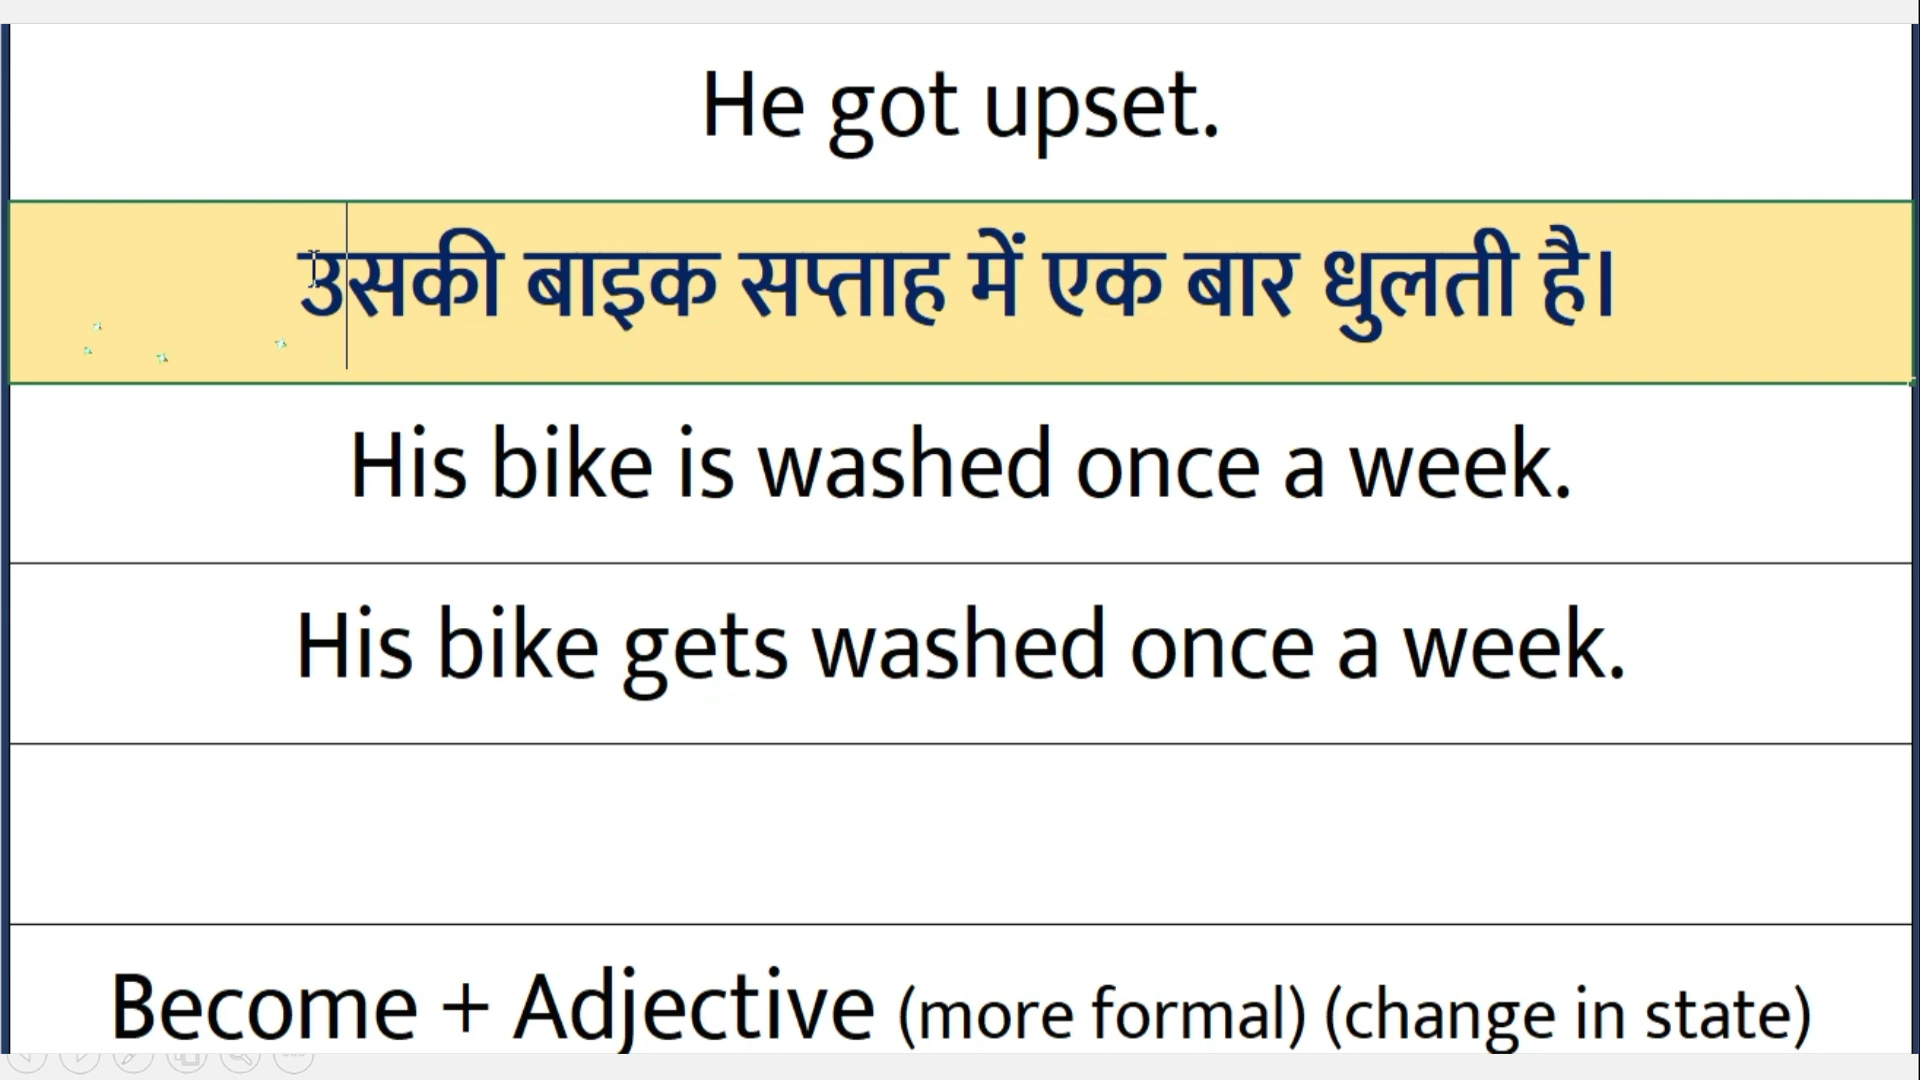 He got upset.
उसकी बाइक सप्ताह में एक बार धुलती है।
His bike is washed once a week.
His bike gets washed once a week.
Become + Adjective (more formal) (change in state)